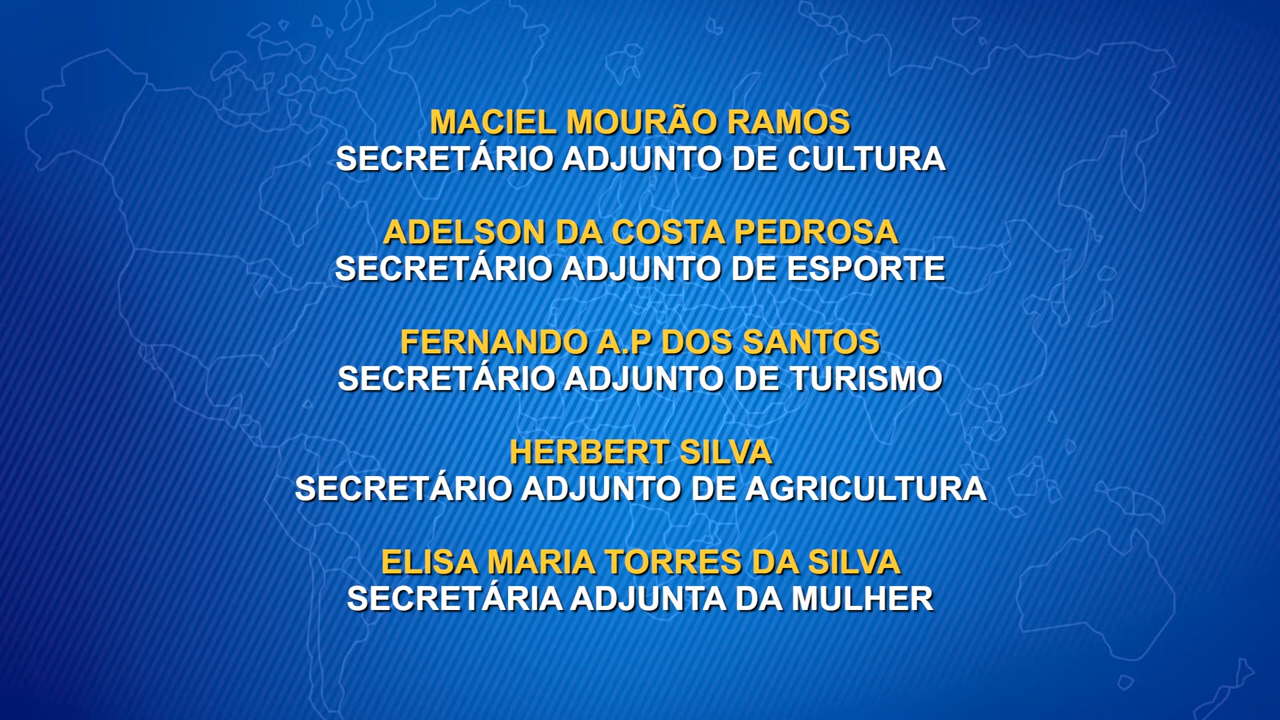 MACIEL MOURÃO RAMOS
SECRETÁRIO ADJUNTO DE CULTURA
ADELSON DA COSTA PEDROSA
SECRETÁRIO ADJUNTO DE ESPORTE
FERNANDO A.P DOS SANTOS
SECRETÁRIO ADJUNTO DE TURISMO
HERBERT SILVA
SECRETÁRIO ADJUNTO DE AGRICULTURA
ELISA MARIA TORRES DA SILVA
SECRETÁRIA ADJUNTA DA MULHER